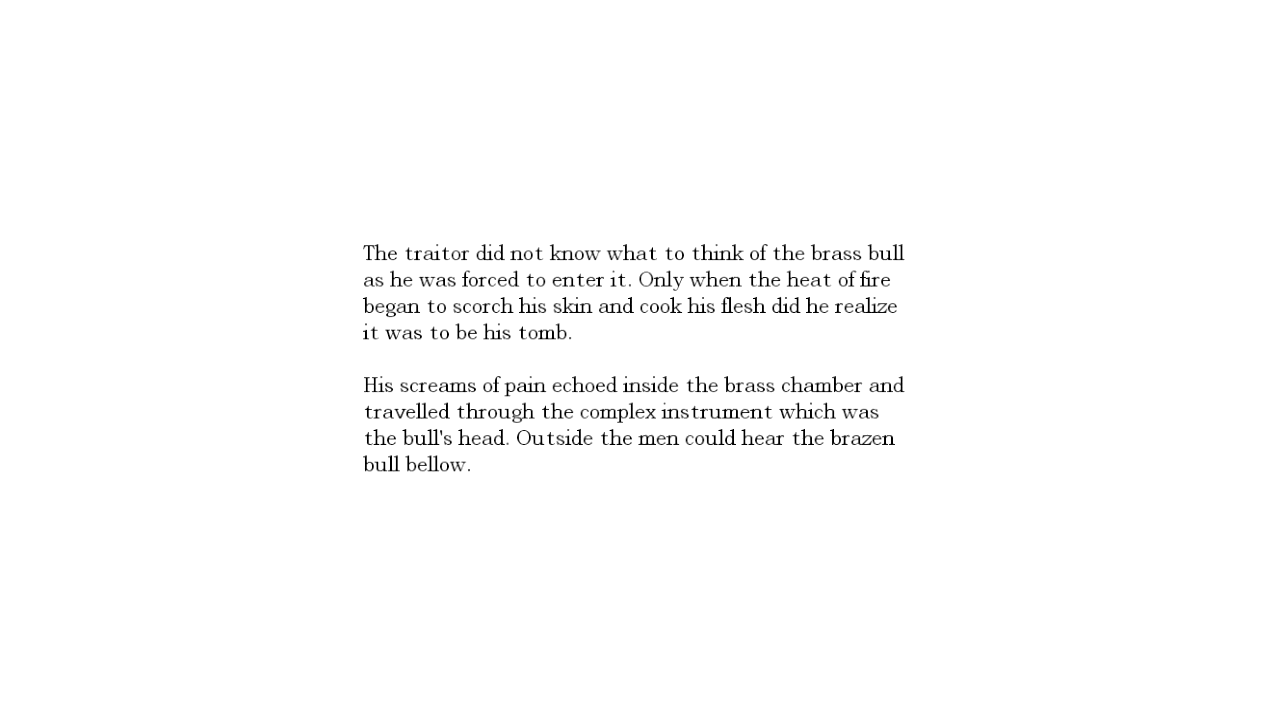 The traitor did not know what to think of the brass bull
as he was forced to enter it. Only when the heat of fire
began to scorch his skin and cook his flesh did he realize
it was to be his tomb.
His screams of pain echoed inside the brass chamber and
travelled through the complex instrument which was
the bull's head. Outside the men could hear the brazen
bull bellow.